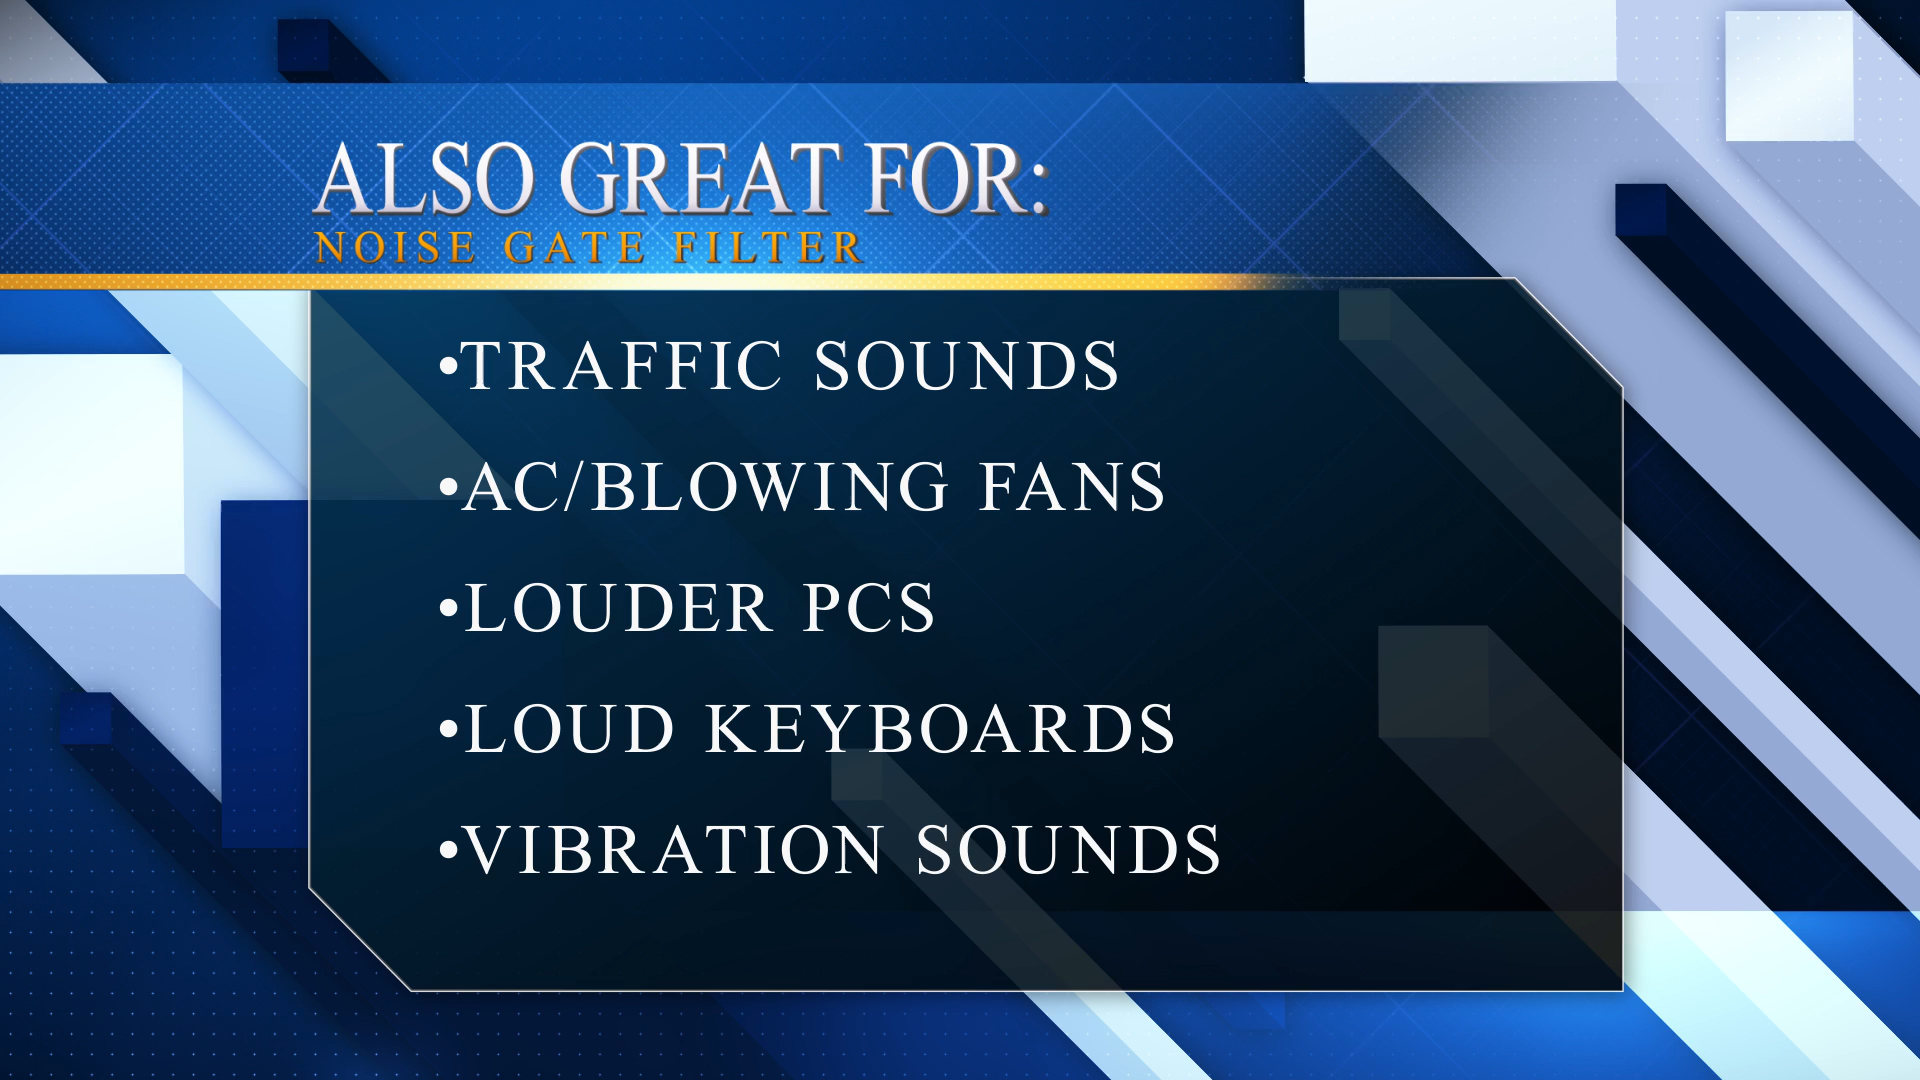 ALSO GREAT FOR:
NOISE GATE FILTER
•TRAFFIC SOUNDS
•AC/BLOWING FANS
•LOUDER PCS
•LOUD KEYBOARDS
•VIBRATION SOUNDS